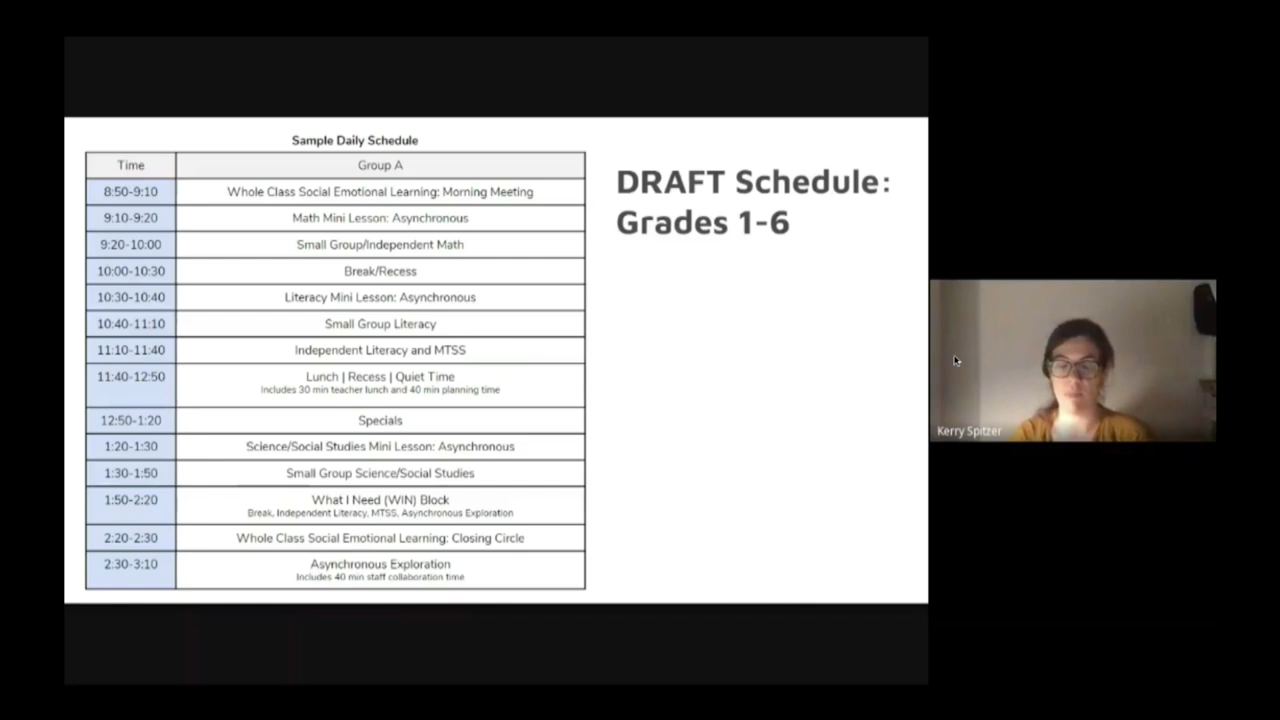 Sample Daily Schedule
Time Group A
8:50-9:10 Whole Class Social Emotional Learning: Morning Meeting
9:10-9:20 Math Mini Lesson: Asynchronous
9:20-10:00 Small Group/Independent Math
10:00-10:30 Break/Recess
10:30-10:40 Literacy Mini Lesson: Asynchronous
10:40-11:10 Small Group Literacy
11:10-11:40 Independent Literacy and MTSS
11:40-12:50 Lunch | Recess | Quiet Time
Includes 30 min teacher lunch and 40 min planning time
12:50-1:20 Specials
1:20-1:30 Science/Social Studies Mini Lesson: Asynchronous
1:30-1:50 Small Group Science/Social Studies
1:50-2:20 What I Need (WIN) Block
Break, Independent Literacy, MTSS, Asynchronous Exploration
2:20-2:30 Whole Class Social Emotional Learning: Closing Circle
2:30-3:10 Asynchronous Exploration
Includes 40 min staff collaboration time
DRAFT Schedule:
Grades 1-6
Kerry Spitzer